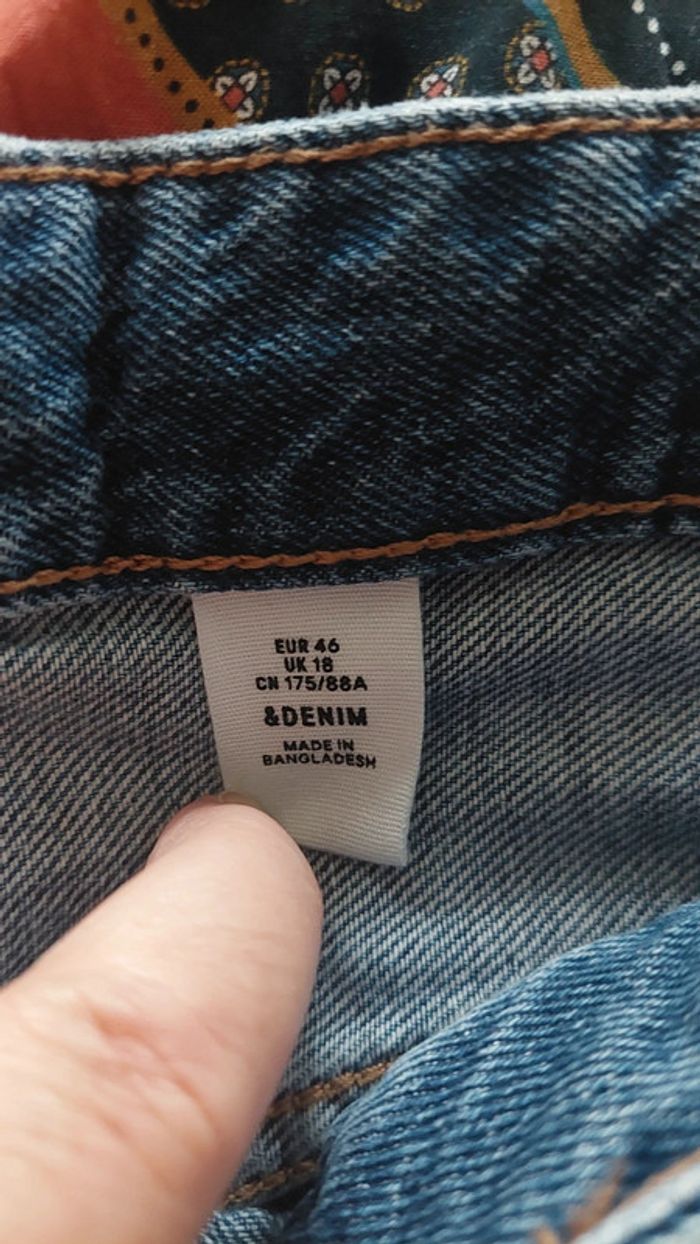 EUR 46
UK 18
CN 175/88A
&DENIM
MADE IN
BANGLADESH